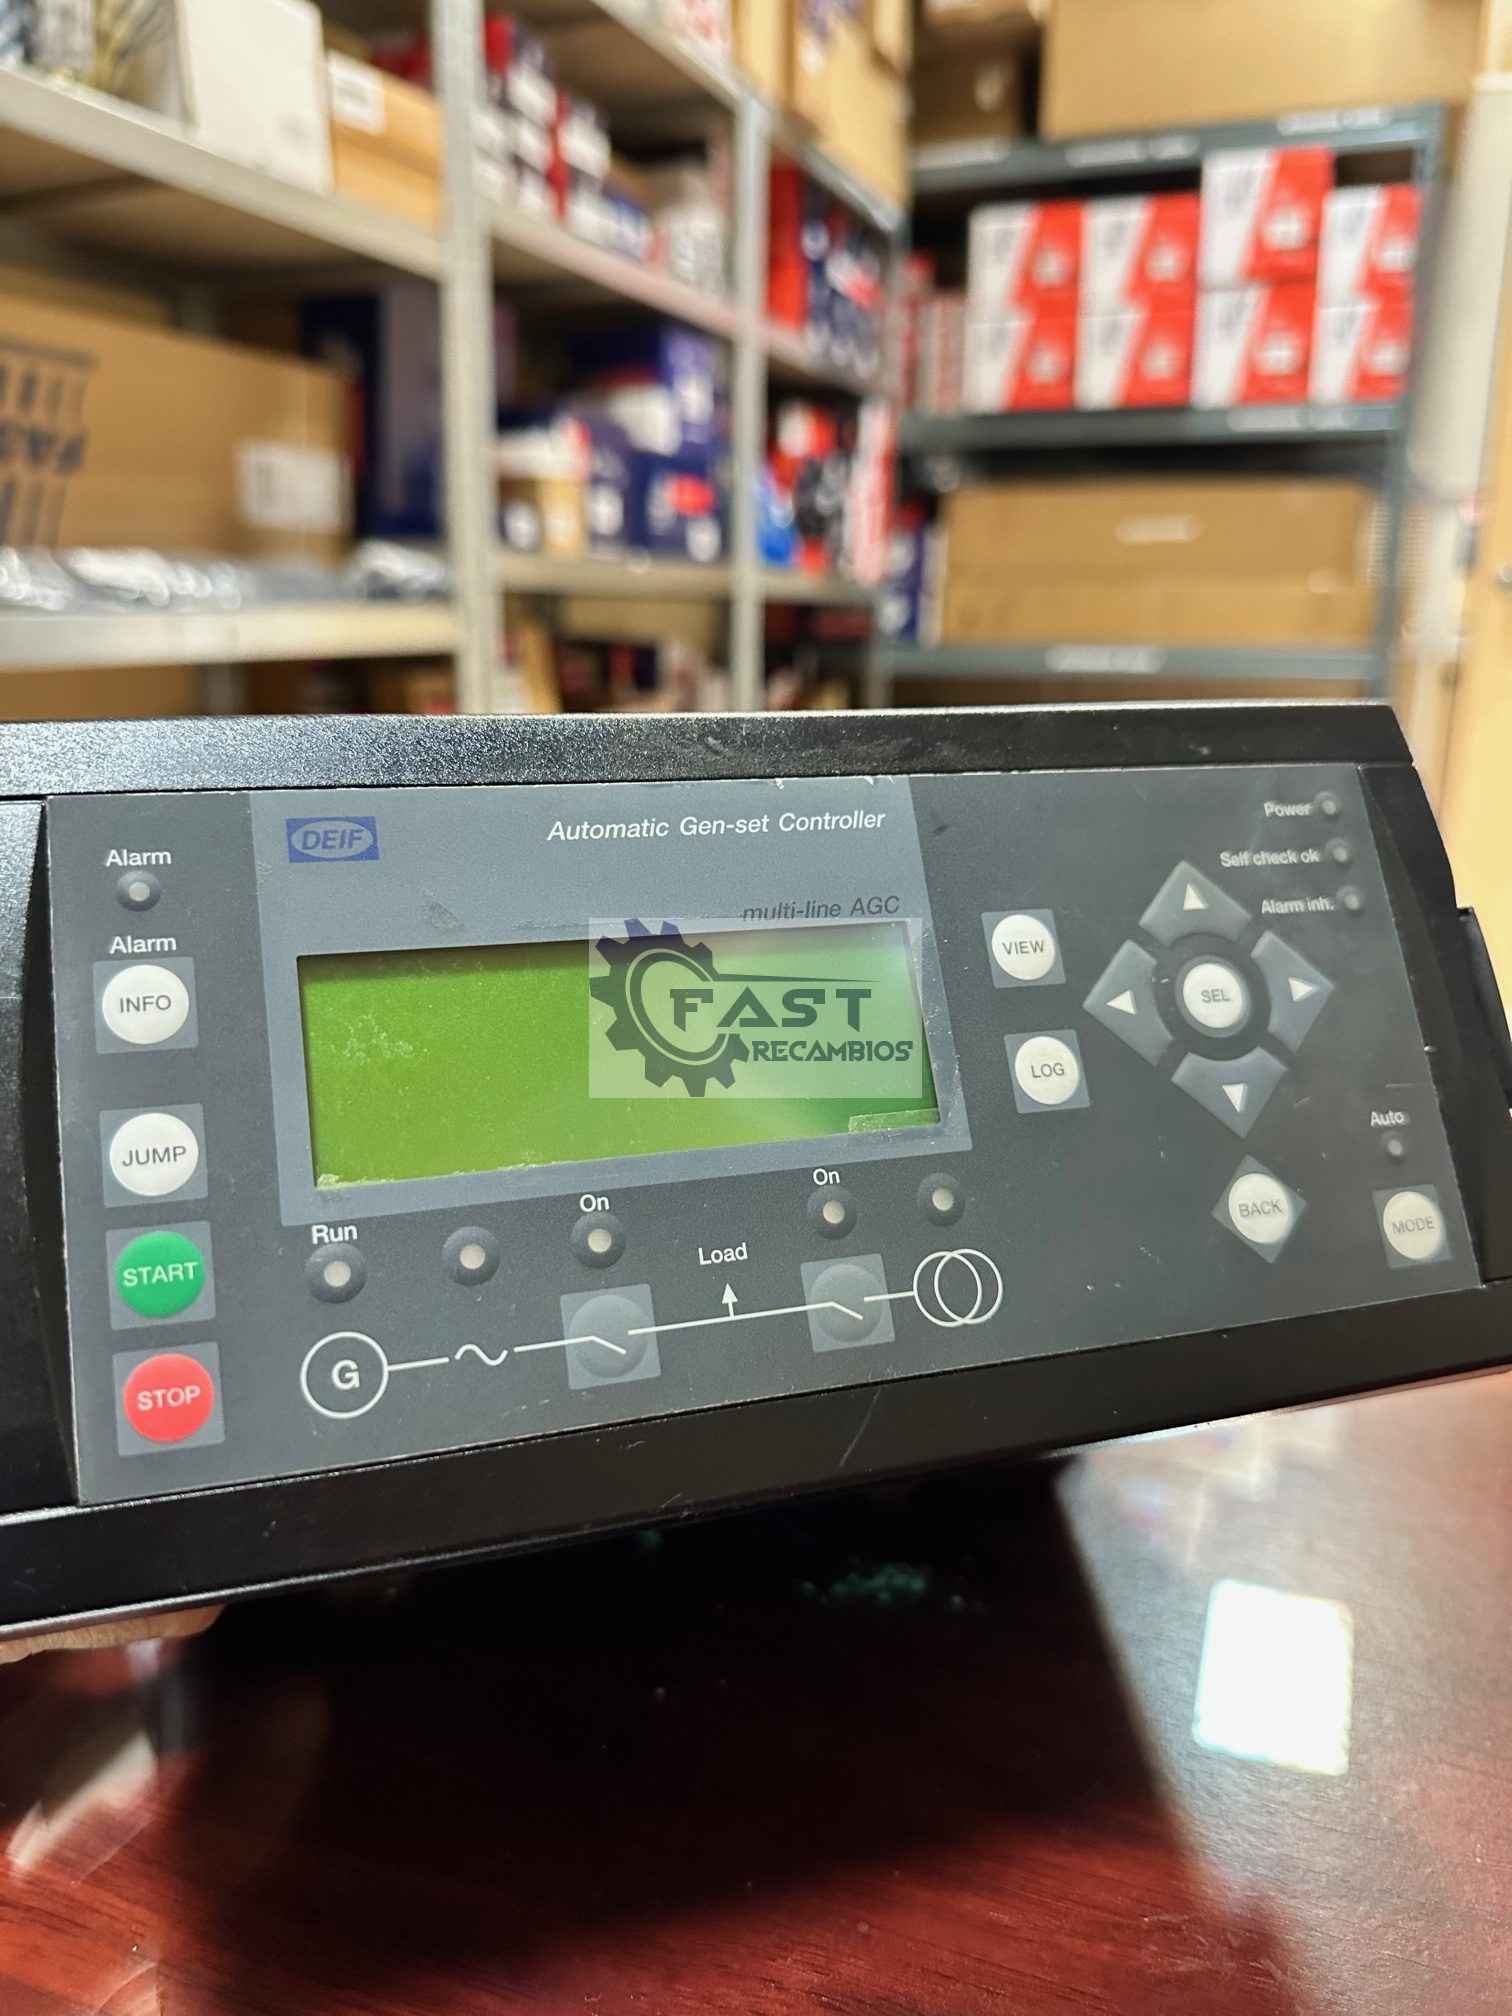 DEIF
Automatic Gen-set Controller
multi-line AGC
Alarm
Alarm
INFO
JUMP
START
STOP
FAST
RECAMBIOS
VIEW
LOG
Power
Self check ok
Alarm inh.
SEL
BACK
Auto
MODE
Run
On
On
Load
G
FAS